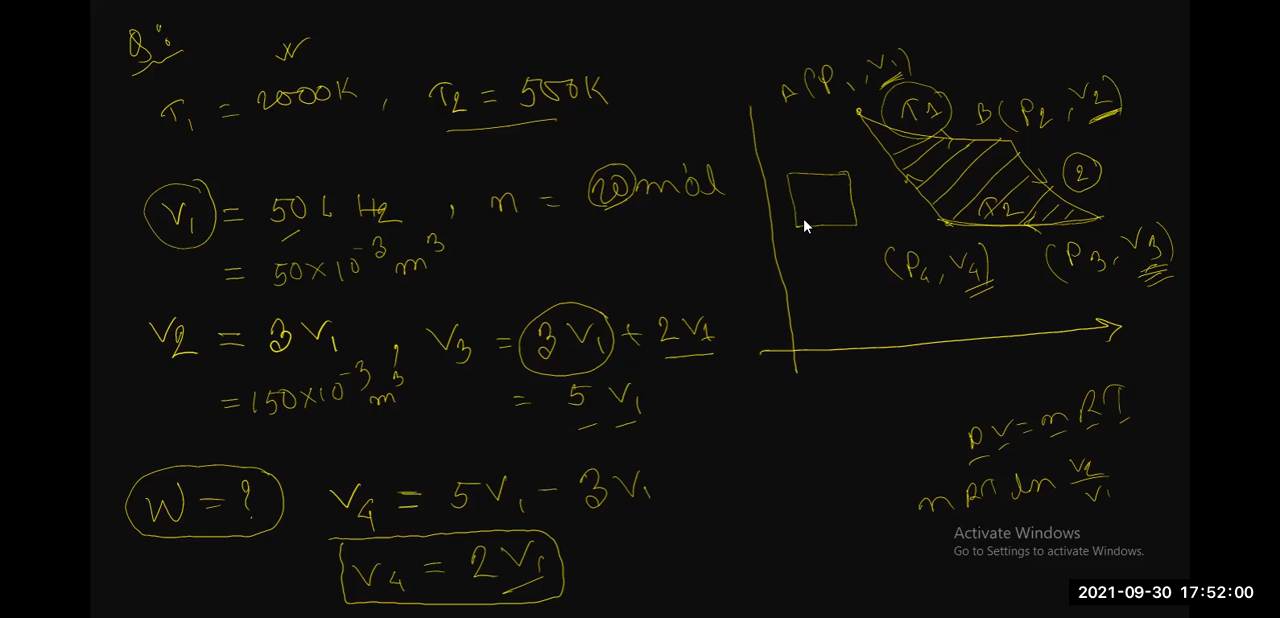 Q:
T₁ = 2000K, T2 = 500K
V₁ = 50 L H2, n = 20 mol
= 50×10⁻³ m³
V2 = 3V₁, V3 = 3V₁ + 2V1
= 150×10⁻³ m³ = 5V₁
W = ? V4 = 5V₁ - 3V₁
V4 = 2V₁
A(P₁, V₁)
T1
B(P2, V2)
2
T2
(P4, V4) (P3, V3)
PV = nRT
nRT ln V2/V₁
Activate Windows
Go to Settings to activate Windows.
2021-09-30 17:52:00